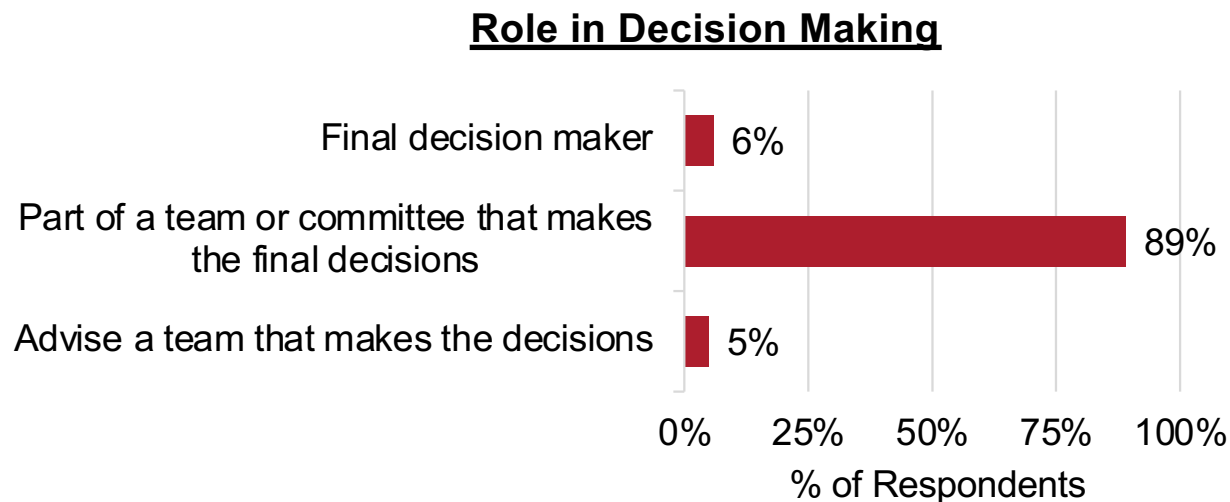 Role in Decision Making
Final decision maker
6%
Part of a team or committee that makes
the final decisions
89%
Advise a team that makes the decisions
5%
0% 25% 50% 75% 100%
% of Respondents